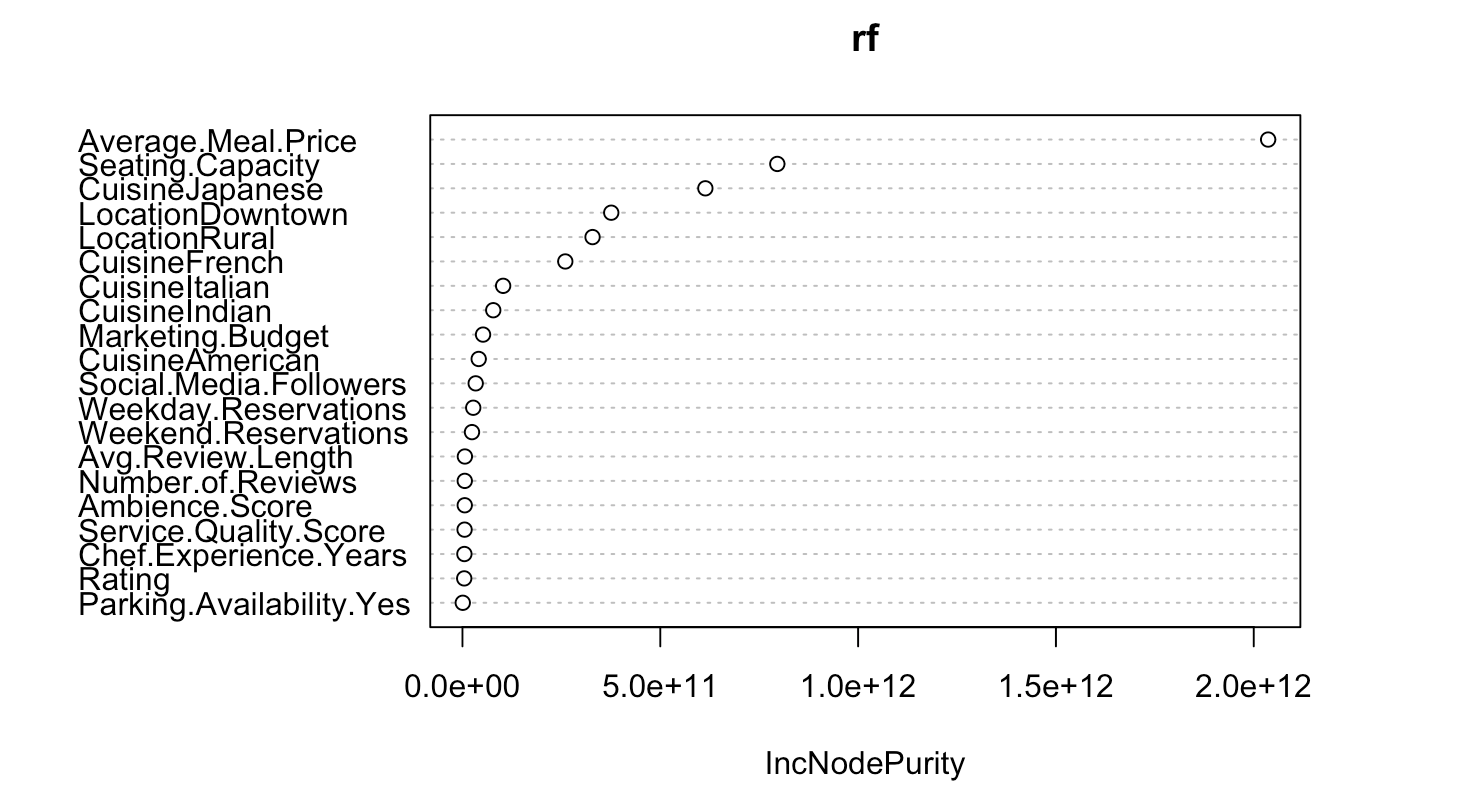 rf
Average.Meal.Price
Seating.Capacity
CuisineJapanese
LocationDowntown
LocationRural
CuisineFrench
CuisineItalian
CuisineIndian
Marketing.Budget
CuisineAmerican
Social.Media.Followers
Weekday.Reservations
Weekend.Reservations
Avg.Review.Length
Number.of.Reviews
Ambience.Score
Service.Quality.Score
Chef.Experience.Years
Rating
Parking.Availability.Yes
0.0e+00 5.0e+11 1.0e+12 1.5e+12 2.0e+12
IncNodePurity